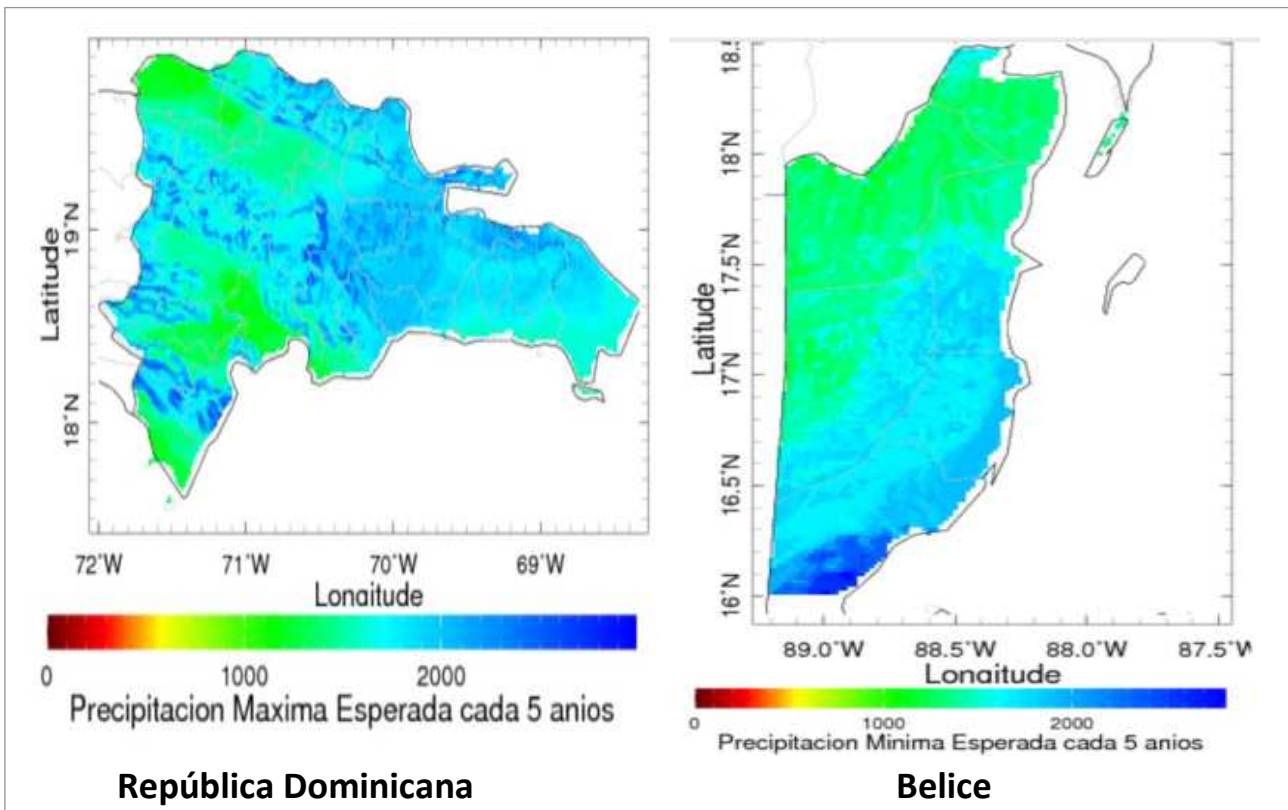 Latitude
19°N
18°N
72°W 71°W 70°W 69°W
Longitude
0 1000 2000
Precipitacion Maxima Esperada cada 5 anios
República Dominicana
Latitude
18.5
18°N
17.5°N
17°N
16.5°N
16°N
89.0°W 88.5°W 88.0°W 87.5°W
Longitude
0 1000 2000
Precipitacion Minima Esperada cada 5 anios
Belice